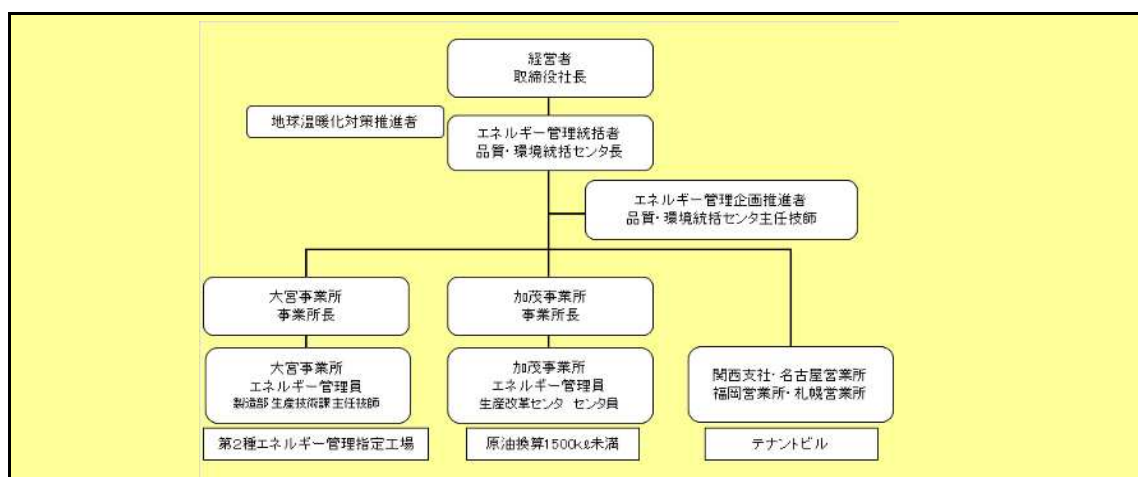 経営者
取締役社長
地球温暖化対策推進者
エネルギー管理統括者
品質・環境統括センタ長
エネルギー管理企画推進者
品質・環境統括センタ主任技師
大宮事業所
事業所長
加茂事業所
事業所長
大宮事業所
エネルギー管理員
製造部生産技術課主任技師
加茂事業所
エネルギー管理員
生産改革センタ センタ員
関西支社・名古屋営業所
福岡営業所・札幌営業所
第2種エネルギー管理指定工場
原油換算1500kℓ未満
テナントビル